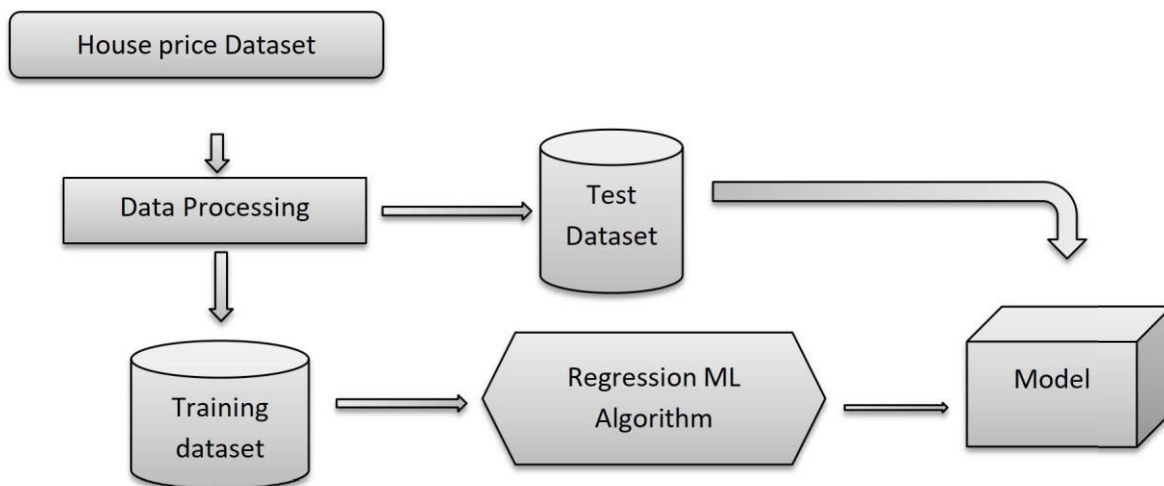 House price Dataset
Data Processing
Test
Dataset
Training
dataset
Regression ML
Algorithm
Model